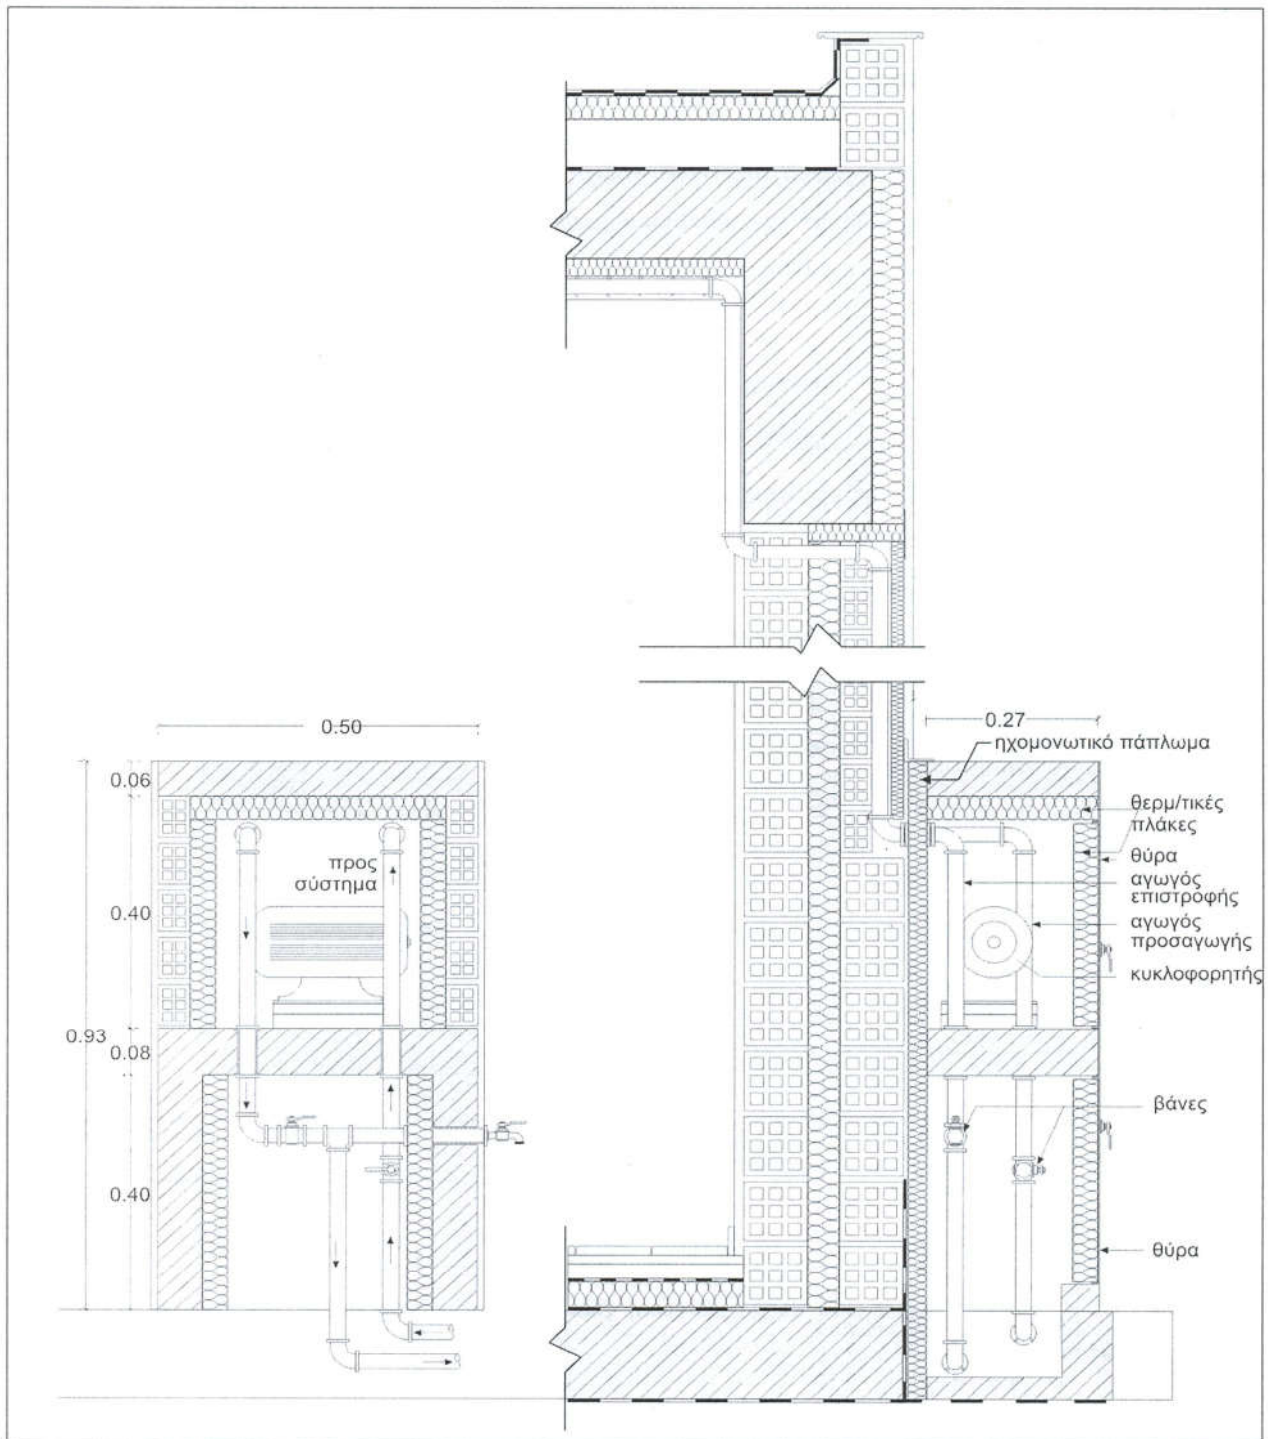 0.50
0.27
ηχομονωτικό πάπλωμα
0.06
θερμ/τικές
πλάκες
προς
σύστημα
θύρα
αγωγός
επιστροφής
0.40
αγωγός
προσαγωγής
κυκλοφορητής
0.93
0.08
βάνες
0.40
θύρα